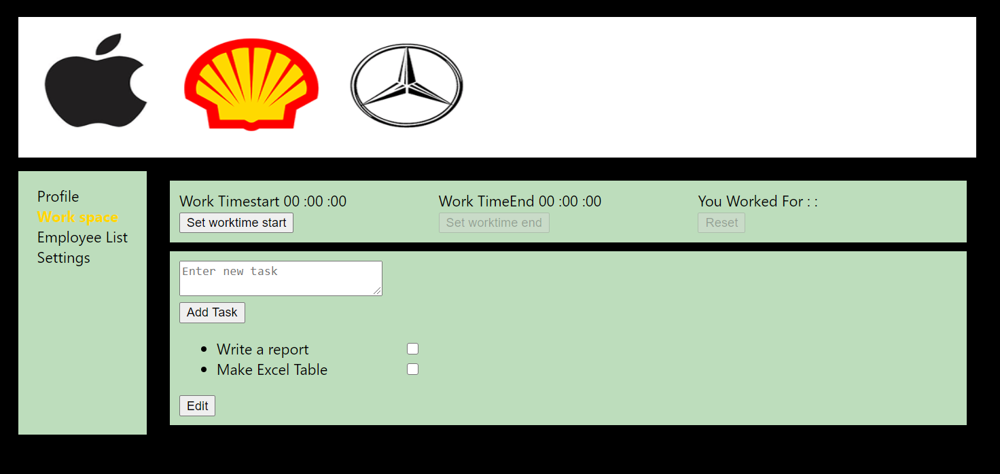 Profile
Work space
Employee List
Settings
Work Timestart 00 :00 :00
Set worktime start
Work TimeEnd 00 :00 :00
Set worktime end
You Worked For : :
Reset
Enter new task
Add Task
Write a report
Make Excel Table
Edit